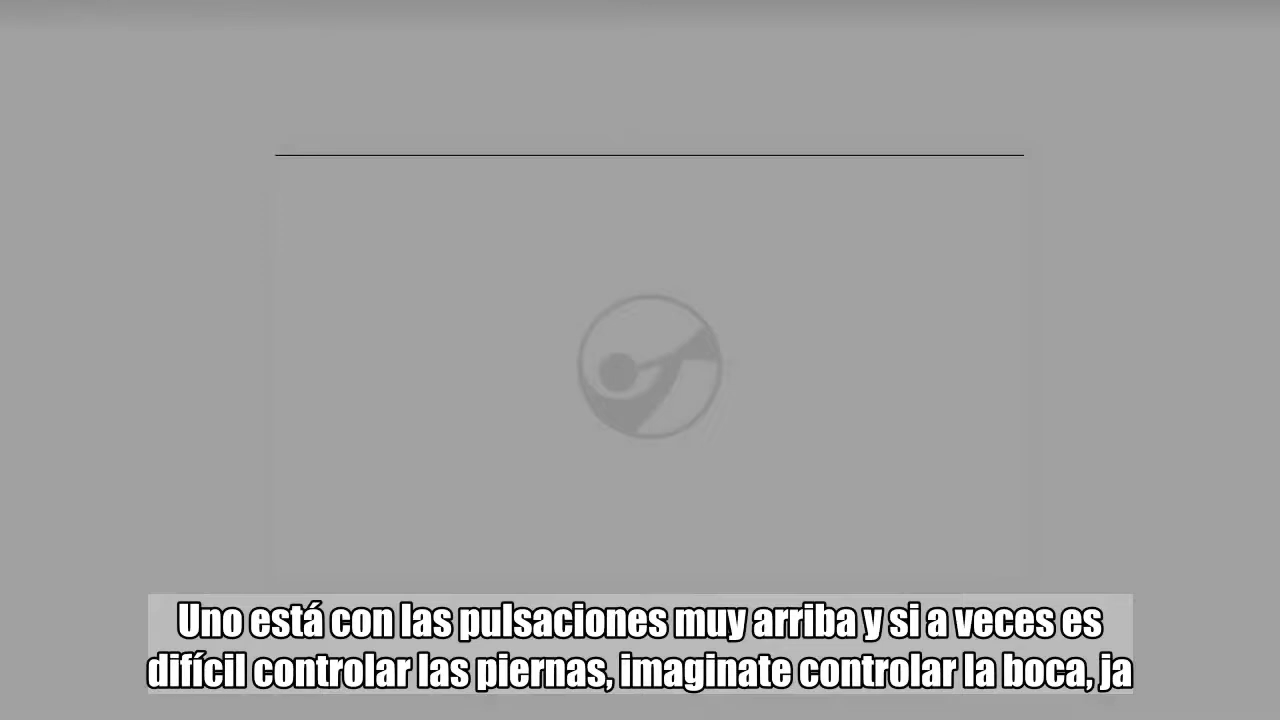 Uno está con las pulsaciones muy arriba y si a veces es
difícil controlar las piernas, imaginate controlar la boca, ja